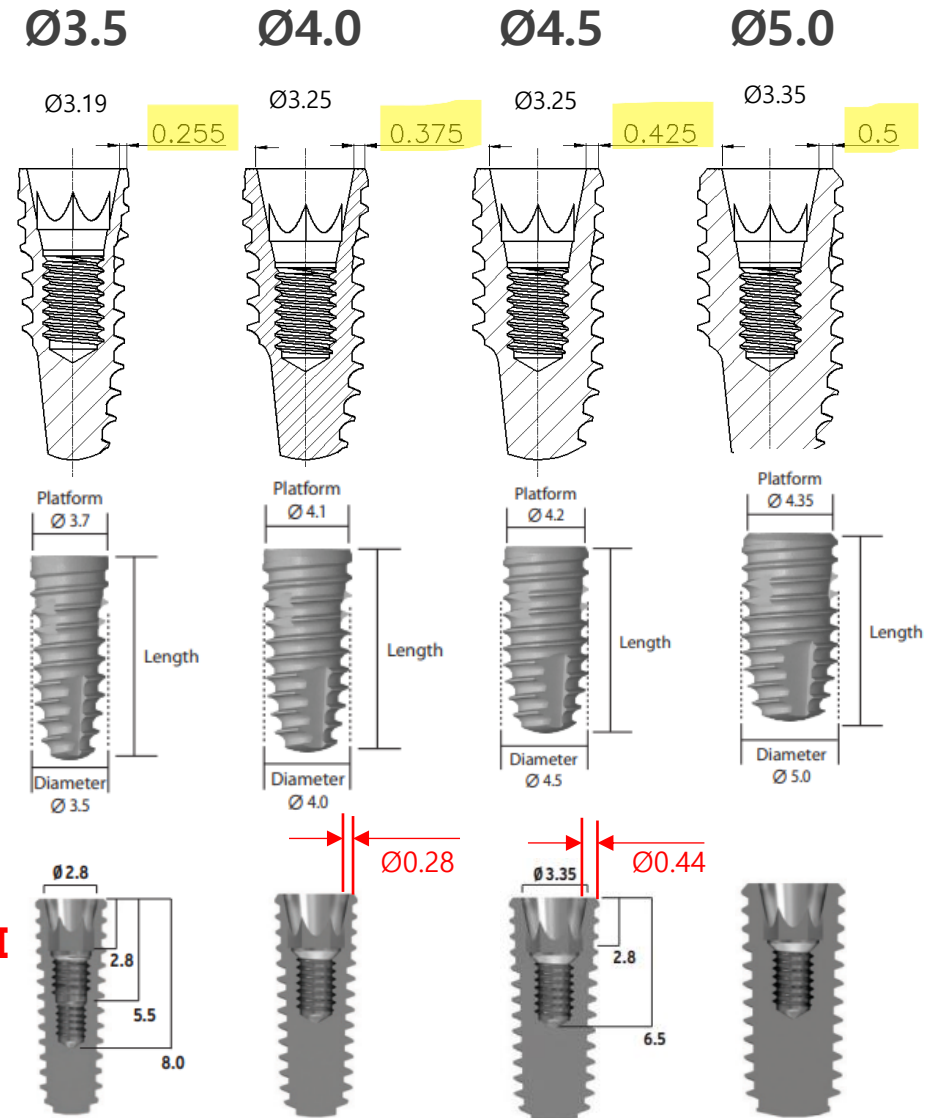 Ø3.5 Ø4.0 Ø4.5 Ø5.0
Ø3.19 Ø3.25 Ø3.25 Ø3.35
0.255 0.375 0.425 0.5
Platform Platform Platform Platform
Ø 3.7 Ø 4.1 Ø 4.2 Ø 4.35
Length Length Length Length
Diameter Diameter Diameter Diameter
Ø 3.5 Ø 4.0 Ø 4.5 Ø 5.0
Ø0.28 Ø0.44
Ø2.8 Ø3.35
2.8 2.8
5.5
6.5
8.0